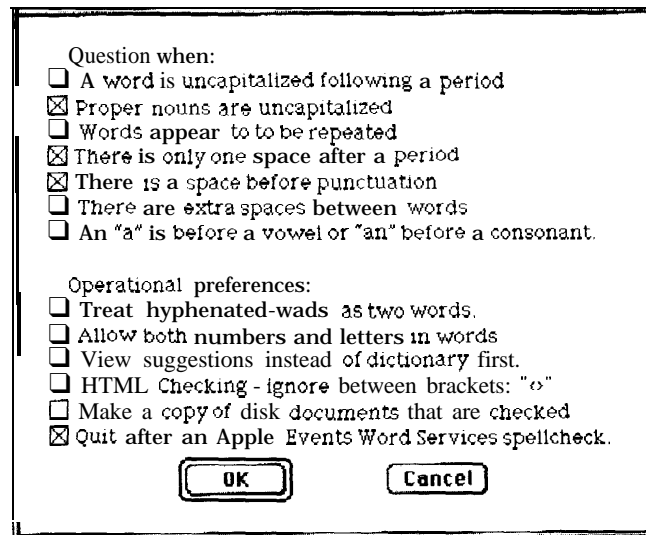 Question when:
A word is uncapitalized following a period
Proper nouns are uncapitalized
Words appear to to be repeated
There is only one space after a period
There is a space before punctuation
There are extra spaces between words
An "a" is before a vowel or "an" before a consonant.
Operational preferences:
Treat hyphenated-wads as two words.
Allow both numbers and letters in words
View suggestions instead of dictionary first.
HTML Checking - ignore between brackets: "<>"
Make a copy of disk documents that are checked
Quit after an Apple Events Word Services spellcheck.
OK Cancel